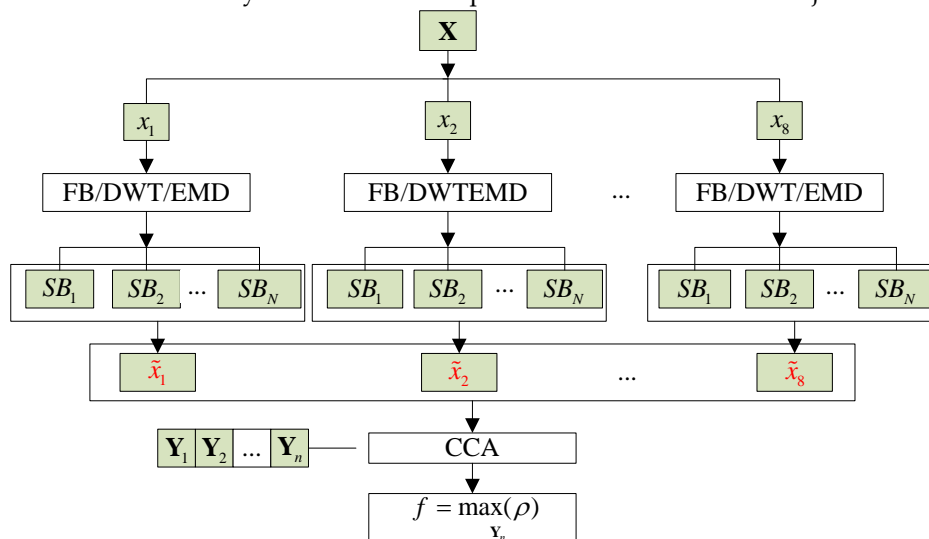 X
x1 x2 x8
FB/DWT/EMD FB/DWTEMD ... FB/DWT/EMD
SB1 SB2 ... SBN SB1 SB2 ... SBN SB1 SB2 ... SBN
x̃1 x̃2 ... x̃8
Y1 Y2 ... Yn CCA
f = max(ρ)
Yn